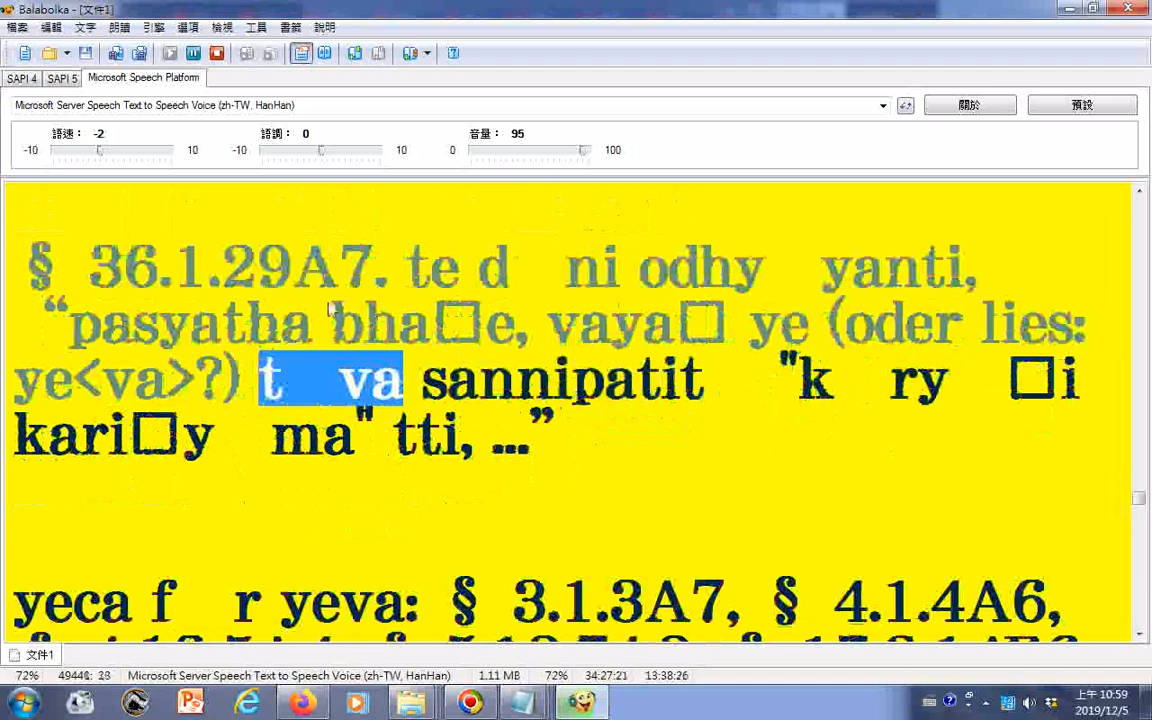 Balabolka - [文件1]
檔案 編輯 文字 朗讀 引擎 選項 檢視 工具 書籤 說明
SAPI 4 SAPI 5 Microsoft Speech Platform
Microsoft Server Speech Text to Speech Voice (zh-TW, HanHan)
關於
預設
語速： -2
語調： 0
音量： 95
-10 10 -10 10 0 100
§ 36.1.29A7. te d ni odhy yanti,
“pasyatha bha□e, vaya□ ye (oder lies:
ye<va>?) t va sannipatit "k ry □i
kari□y ma" tti, ...”
yeca f r yeva: § 3.1.3A7, § 4.1.4A6,
文件1
72% 49448: 28 Microsoft Server Speech Text to Speech Voice (zh-TW, HanHan) 1.11 MB 72% 34:27:21 13:38:26
上午 10:59
2019/12/5